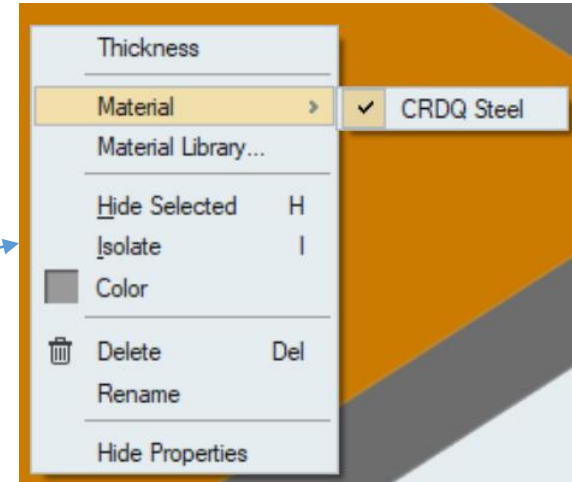 Thickness
Material
CRDQ Steel
Material Library...
Hide Selected H
Isolate I
Color
Delete Del
Rename
Hide Properties